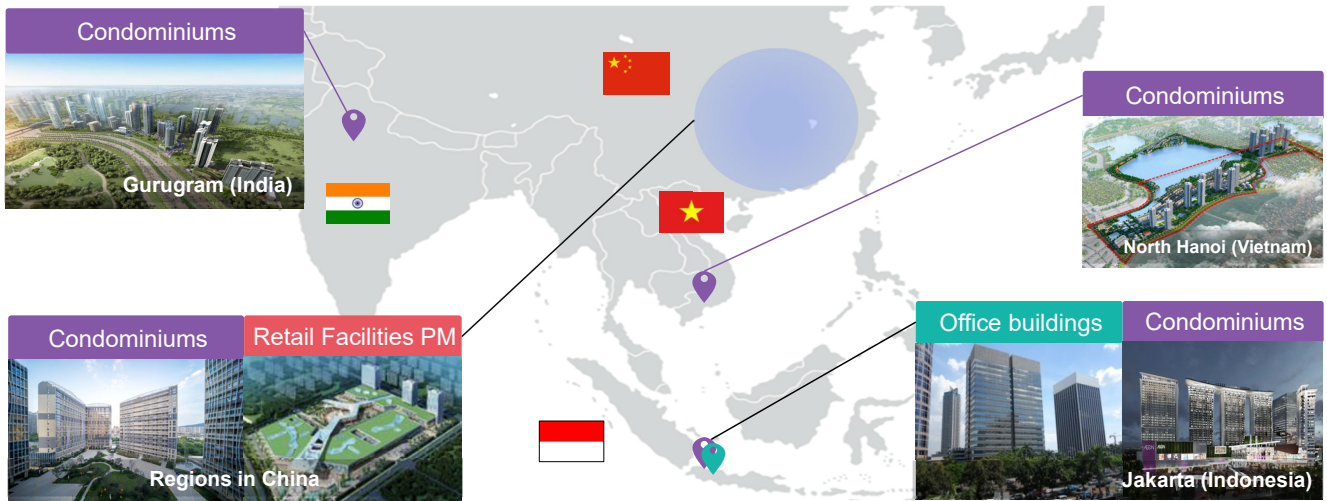 Condominiums
Gurugram (India)
Condominiums
North Hanoi (Vietnam)
Condominiums
Retail Facilities PM
Regions in China
Office buildings
Condominiums
Jakarta (Indonesia)